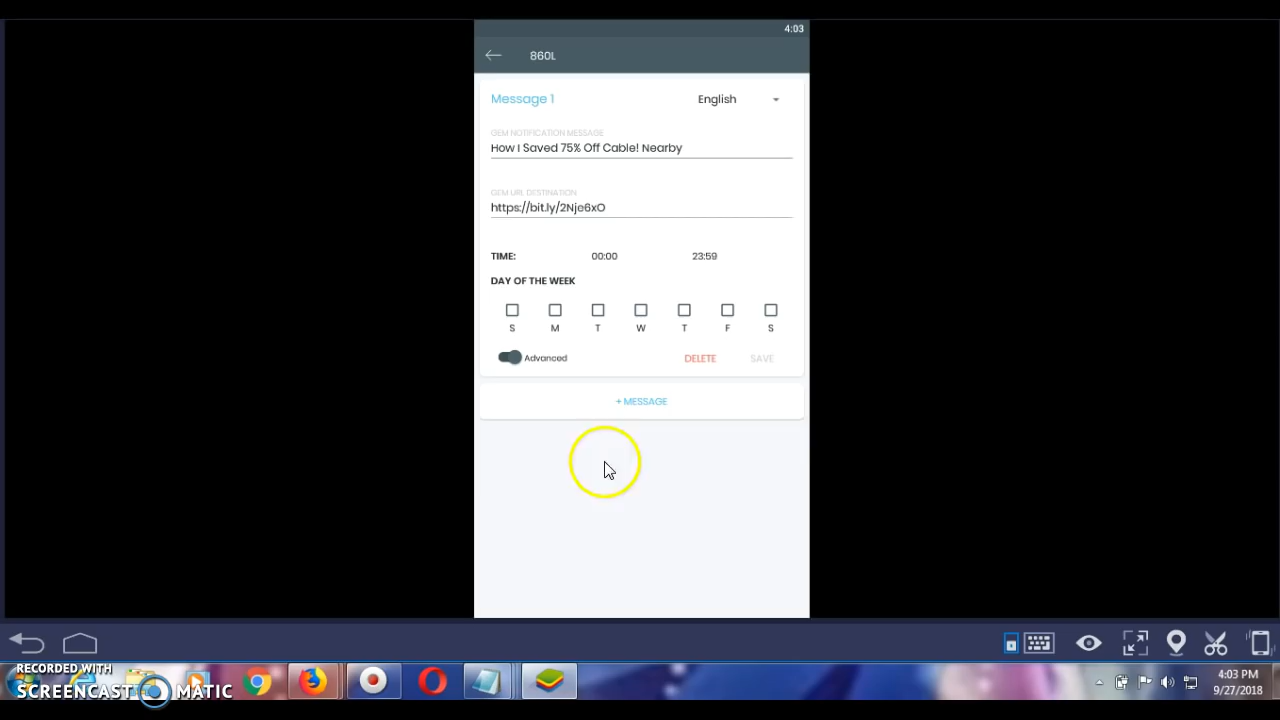 4:03
860L
Message 1 English
GEM NOTIFICATION MESSAGE
How I Saved 75% Off Cable! Nearby
GEM URL DESTINATION
https://bit.ly/2Nje6xO
TIME: 00:00 23:59
DAY OF THE WEEK
S M T W T F S
Advanced DELETE SAVE
+ MESSAGE
RECORDED WITH
SCREENCAST MATIC
4:03 PM
9/27/2018